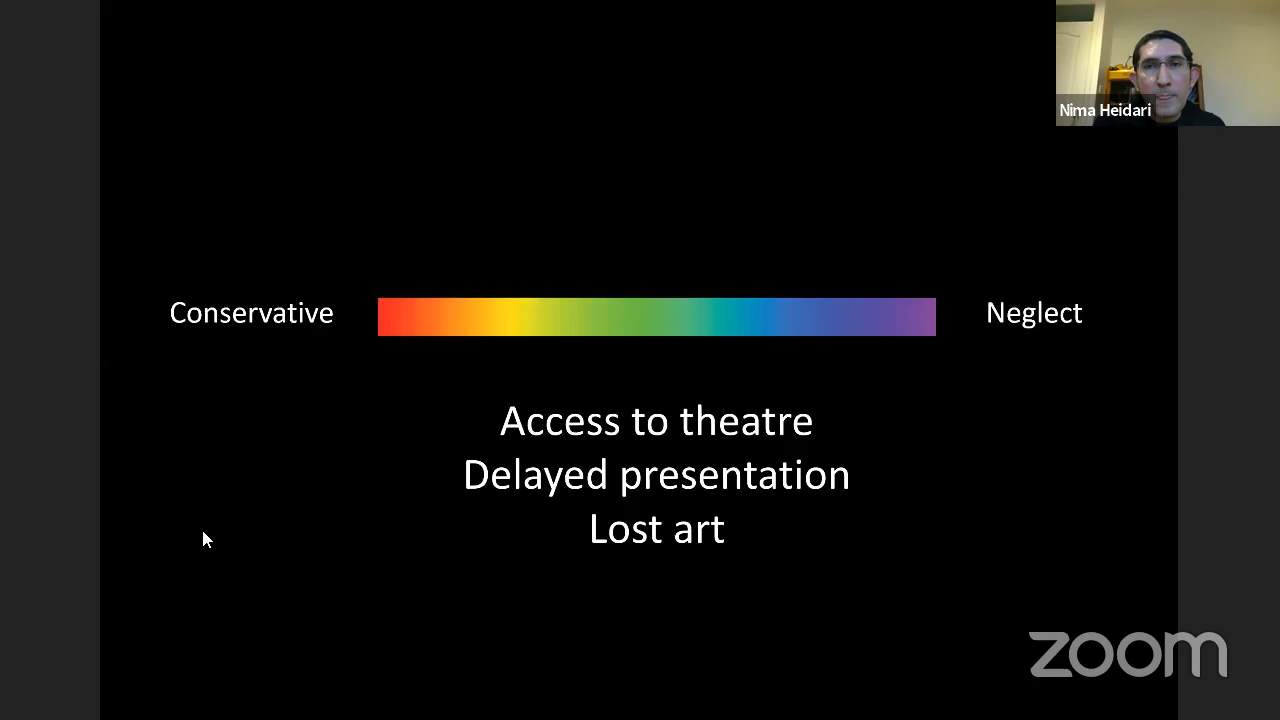 Nima Heidari
Conservative
Neglect
Access to theatre
Delayed presentation
Lost art
zoom